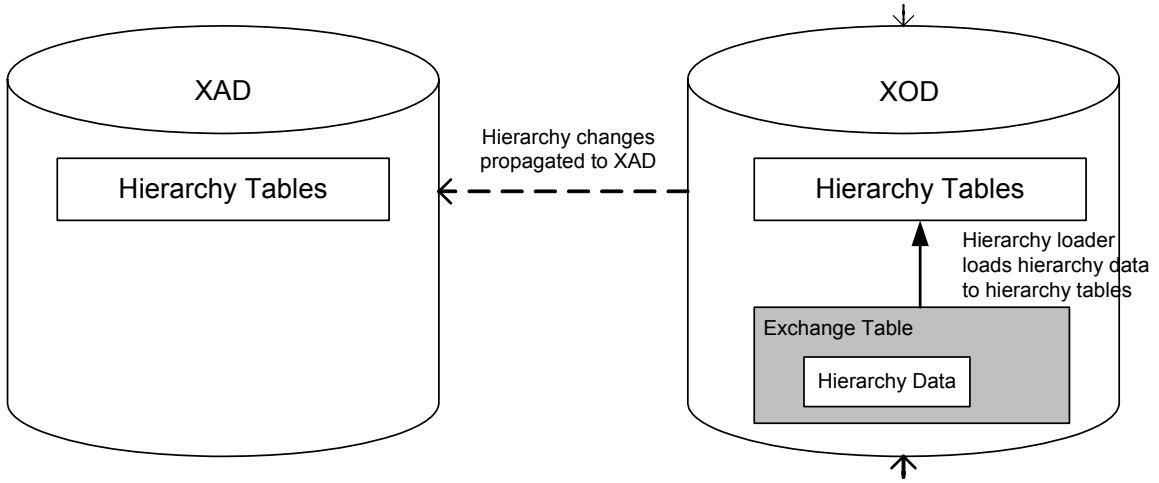 XAD
XOD
Hierarchy changes
propagated to XAD
Hierarchy Tables
Hierarchy Tables
Hierarchy loader
loads hierarchy data
to hierarchy tables
Exchange Table
Hierarchy Data